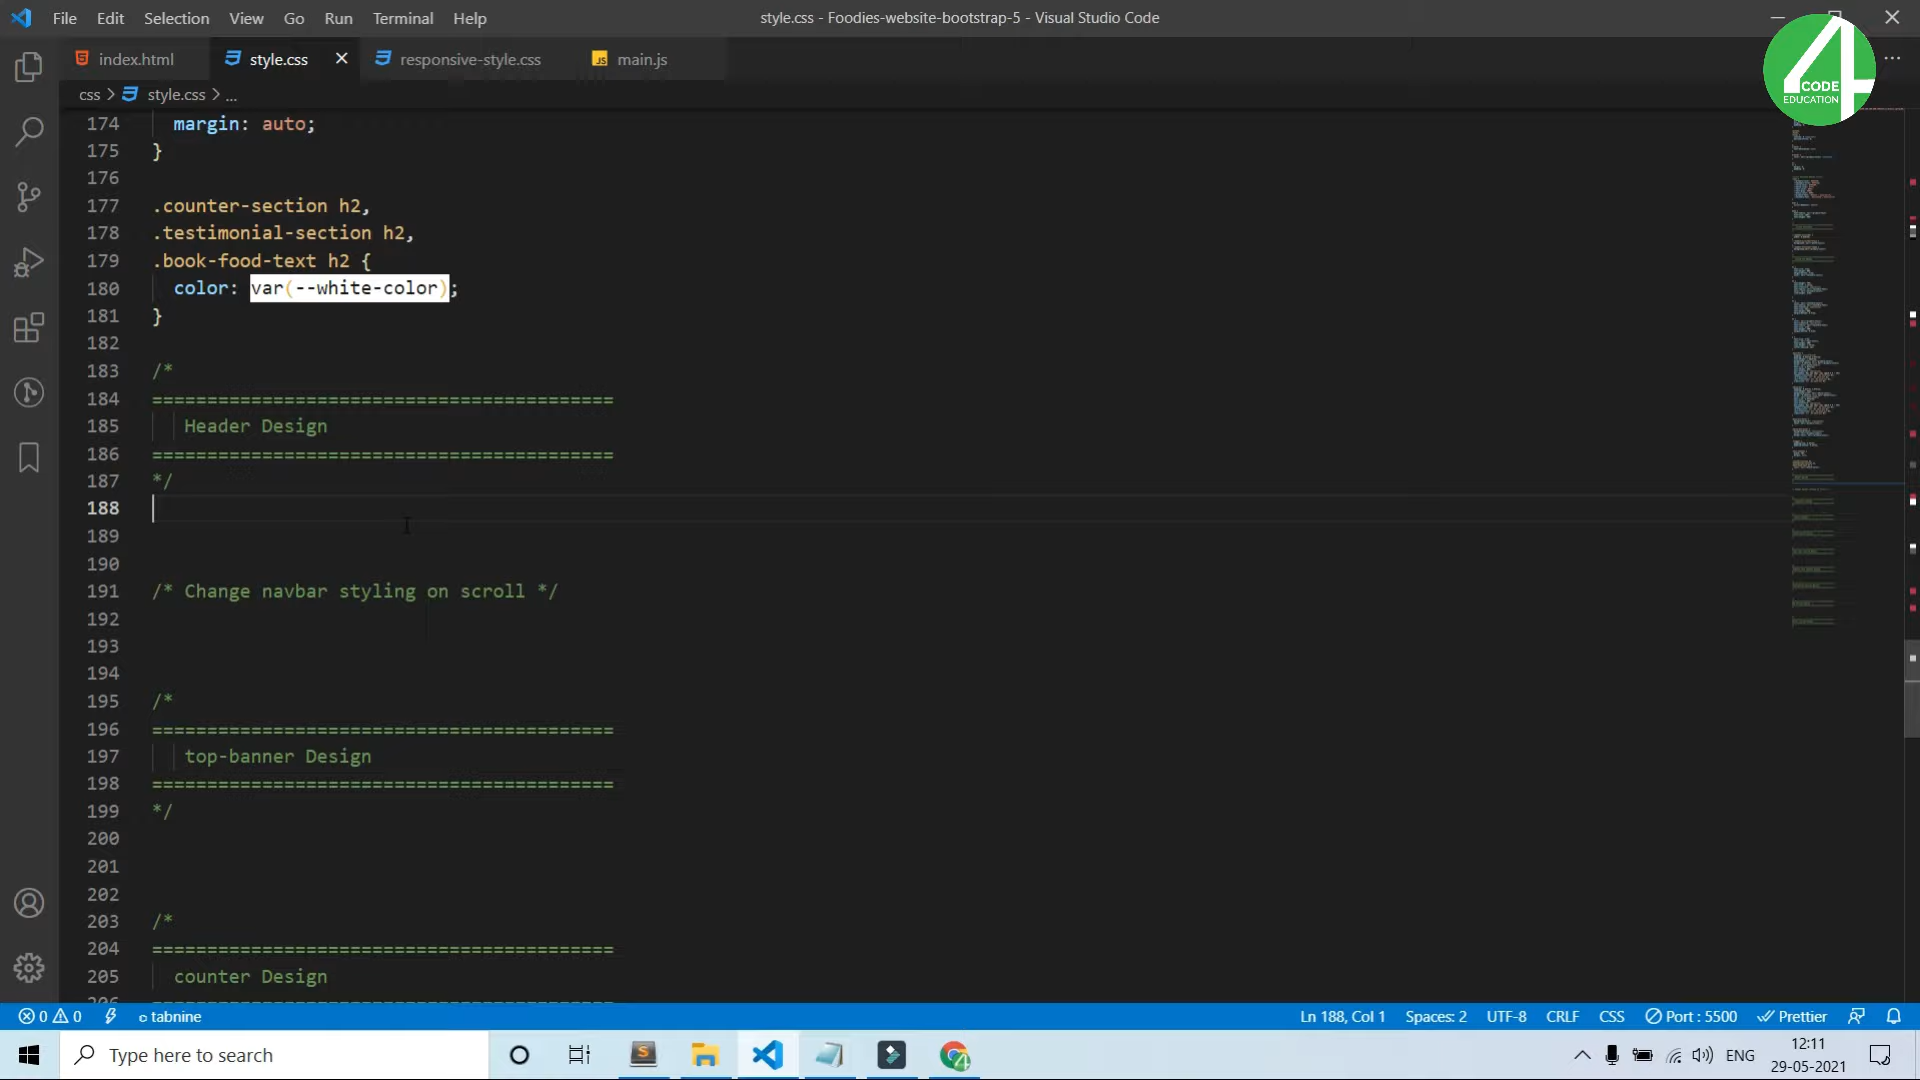 File Edit Selection View Go Run Terminal Help
style.css - Foodies-website-bootstrap-5 - Visual Studio Code
index.html
style.css
responsive-style.css
JS main.js
4 CODE
EDUCATION
css > style.css > ...
174 margin: auto;
175 }
176
177 .counter-section h2,
178 .testimonial-section h2,
179 .book-food-text h2 {
180 color: var(--white-color);
181 }
182
183 /*
184 ==========================================
185 Header Design
186 ==========================================
187 */
188
189
190
191 /* Change navbar styling on scroll */
192
193
194
195 /*
196 ==========================================
197 top-banner Design
198 ==========================================
199 */
200
201
202
203 /*
204 ==========================================
205 counter Design
206 ==========================================
0 0 tabnine
Ln 188, Col 1 Spaces: 2 UTF-8 CRLF CSS Port : 5500 Prettier
Type here to search
ENG
12:11
29-05-2021